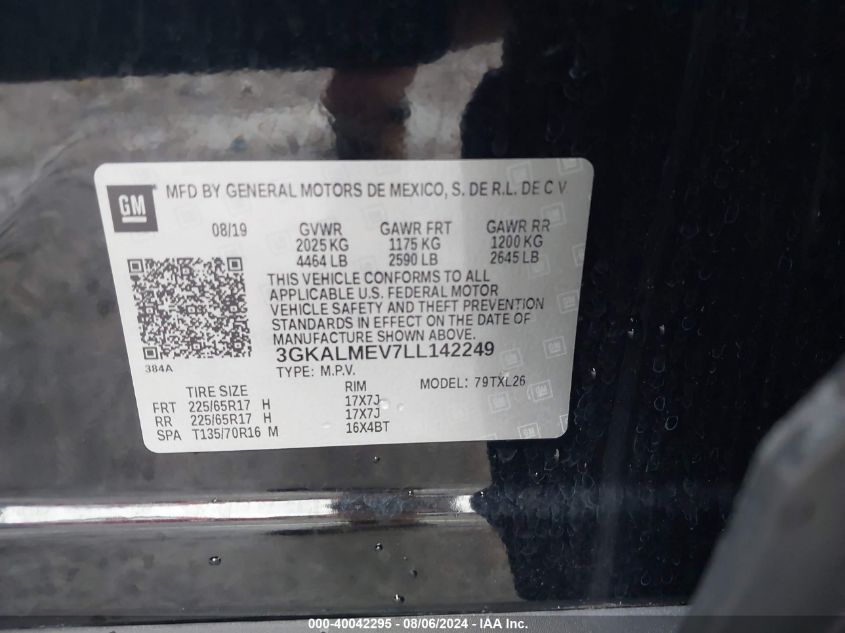 GM
MFD BY GENERAL MOTORS DE MEXICO, S. DE R.L. DE C.V
08/19 GVWR GAWR FRT GAWR RR
2025 KG 1175 KG 1200 KG
4464 LB 2590 LB 2645 LB
THIS VEHICLE CONFORMS TO ALL
APPLICABLE U.S. FEDERAL MOTOR
VEHICLE SAFETY AND THEFT PREVENTION
STANDARDS IN EFFECT ON THE DATE OF
MANUFACTURE SHOWN ABOVE.
3GKALMEV7LL142249
384A
TYPE: M.P.V. MODEL: 79TXL26
TIRE SIZE RIM
FRT 225/65R17 H 17X7J
RR 225/65R17 H 17X7J
SPA T135/70R16 M 16X4BT
000-40042295 - 08/06/2024 - IAA Inc.